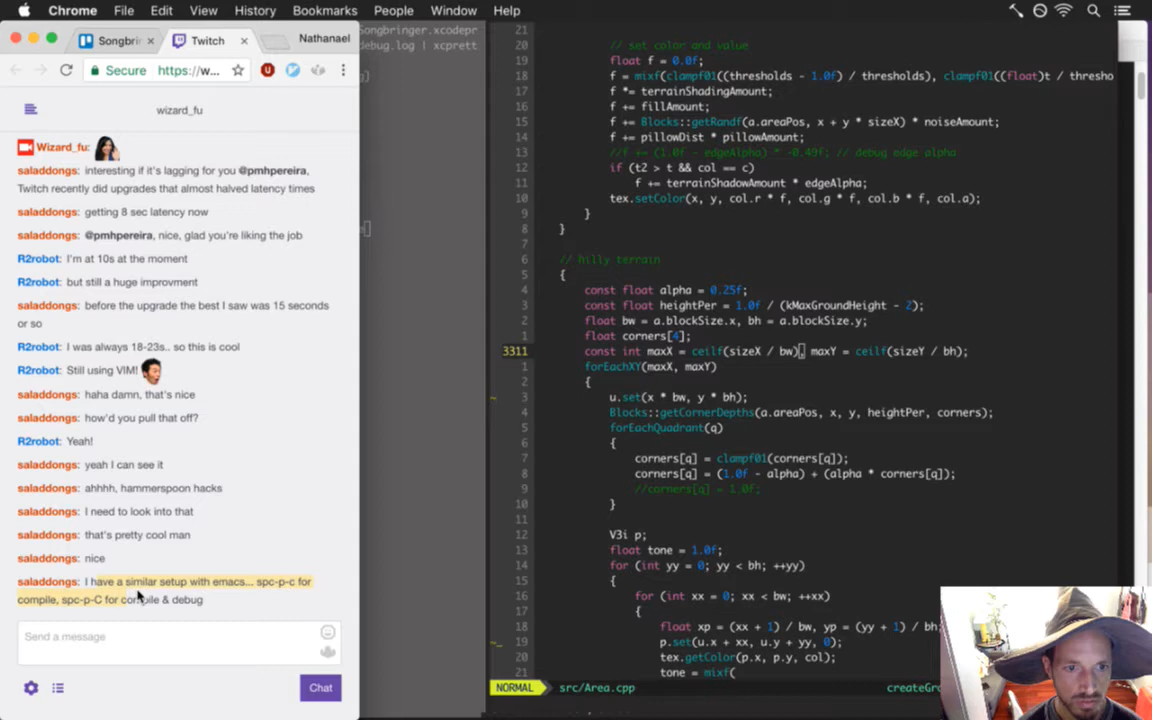 Chrome File Edit View History Bookmarks People Window Help
Songbrin
Twitch
Nathanael
Secure
https://w...
wizard_fu
Wizard_fu:
saladdongs: interesting if it's lagging for you @pmhpereira,
Twitch recently did upgrades that almost halved latency times
saladdongs: getting 8 sec latency now
saladdongs: @pmhpereira, nice, glad you're liking the job
R2robot: I'm at 10s at the moment
R2robot: but still a huge improvment
saladdongs: before the upgrade the best I saw was 15 seconds
or so
R2robot: I was always 18-23s.. so this is cool
R2robot: Still using VIM!
saladdongs: haha damn, that's nice
saladdongs: how'd you pull that off?
R2robot: Yeah!
saladdongs: yeah I can see it
saladdongs: ahhhh, hammerspoon hacks
saladdongs: I need to look into that
saladdongs: that's pretty cool man
saladdongs: nice
saladdongs: I have a similar setup with emacs... spc-p-c for
compile, spc-p-C for compile & debug
Send a message
Chat
Songbringer.xcodepr
debug.log | xcprett
21
20 // set color and value
19 float f = 0.0f;
18 f = mixf(clampf01((thresholds - 1.0f) / thresholds), clampf01((float)t / thresho
17 f *= terrainShadingAmount;
16 f += fillAmount;
15 f += Blocks::getRandf(a.areaPos, x + y * sizeX) * noiseAmount;
14 f += pillowDist * pillowAmount;
13 //f += (1.0f - edgeAlpha) * -0.49f; // debug edge alpha
12 if (t2 > t && col == c)
11 f += terrainShadowAmount * edgeAlpha;
10 tex.setColor(x, y, col.r * f, col.g * f, col.b * f, col.a);
9 }
8 }
7
6 // hilly terrain
5 {
4 const float alpha = 0.25f;
3 const float heightPer = 1.0f / (kMaxGroundHeight - 2);
2 float bw = a.blockSize.x, bh = a.blockSize.y;
1 float corners[4];
3311 const int maxX = ceilf(sizeX / bw), maxY = ceilf(sizeY / bh);
1 forEachXY(maxX, maxY)
2 {
~ 3 u.set(x * bw, y * bh);
4 Blocks::getCornerDepths(a.areaPos, x, y, heightPer, corners);
5 forEachQuadrant(q)
6 {
7 corners[q] = clampf01(corners[q]);
8 corners[q] = (1.0f - alpha) + (alpha * corners[q]);
9 //corners[q] = 1.0f;
10 }
11
12 V3i p;
13 float tone = 1.0f;
14 for (int yy = 0; yy < bh; ++yy)
15 {
16 for (int xx = 0; xx < bw; ++xx)
17 {
18 float xp = (xx + 1) / bw, yp = (yy + 1) / bh
19 p.set(u.x + xx, u.y + yy, 0);
20 tex.getColor(p.x, p.y, col);
21 tone = mixf(
NORMAL src/Area.cpp createGr